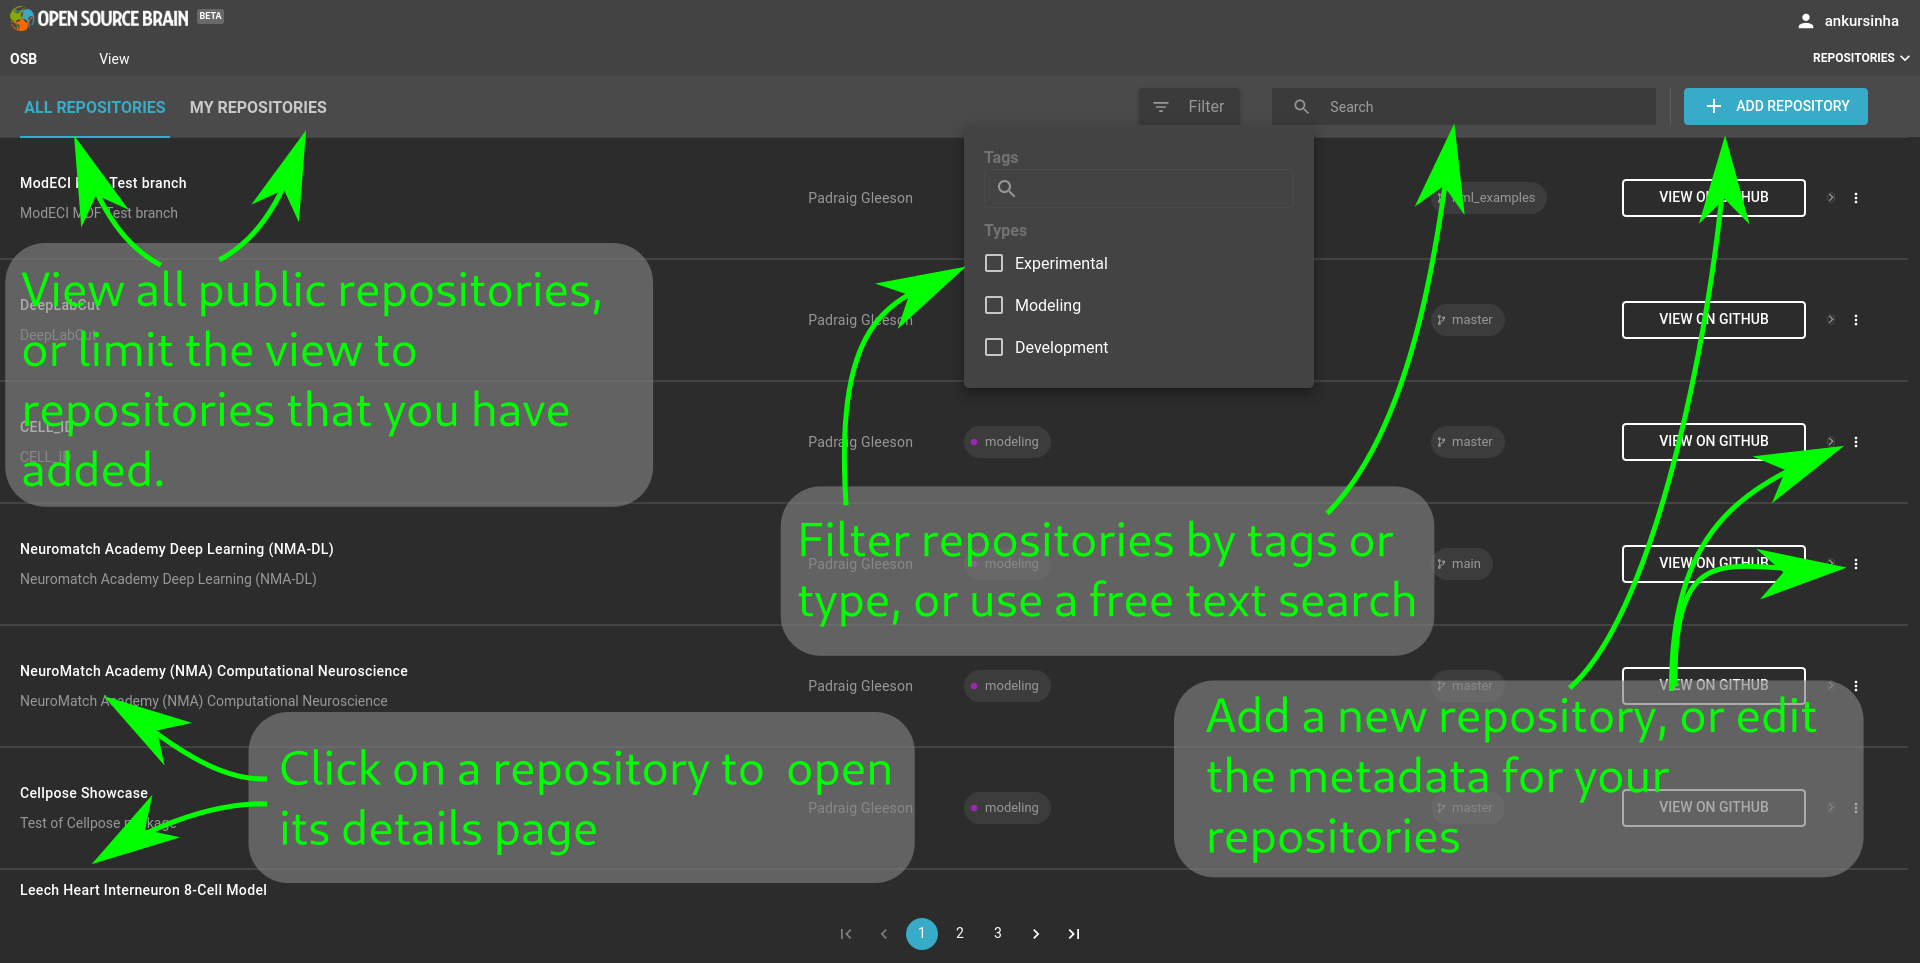 OPEN SOURCE BRAIN BETA
ankursinha
OSB View
REPOSITORIES
ALL REPOSITORIES MY REPOSITORIES
Filter
Search
ADD REPOSITORY
Tags
Types
Experimental
Modeling
Development
ModECI Test branch
ModECI MDF Test branch
Padraig Gleeson
VIEW ON GITHUB
DeepLabCut
DeepLabCut
Padraig Gleeson
master
VIEW ON GITHUB
CELL_ID
CELL_ID
Padraig Gleeson
modeling
master
VIEW ON GITHUB
Neuromatch Academy Deep Learning (NMA-DL)
Neuromatch Academy Deep Learning (NMA-DL)
Padraig Gleeson
modeling
main
VIEW ON GITHUB
NeuroMatch Academy (NMA) Computational Neuroscience
NeuroMatch Academy (NMA) Computational Neuroscience
Padraig Gleeson
modeling
master
VIEW ON GITHUB
Cellpose Showcase
Test of Cellpose package
Padraig Gleeson
modeling
master
VIEW ON GITHUB
Leech Heart Interneuron 8-Cell Model
View all public repositories,
or limit the view to
repositories that you have
added.
Filter repositories by tags or
type, or use a free text search
Click on a repository to open
its details page
Add a new repository, or edit
the metadata for your
repositories
1 2 3